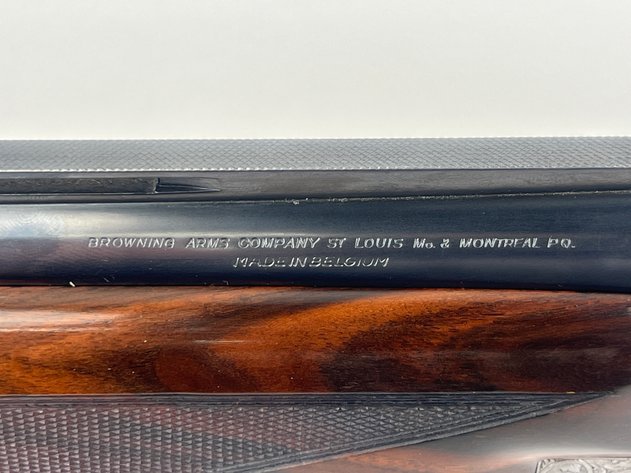 BROWNING ARMS COMPANY ST LOUIS Mo. & MONTREAL P.Q.
MADE IN BELGIUM